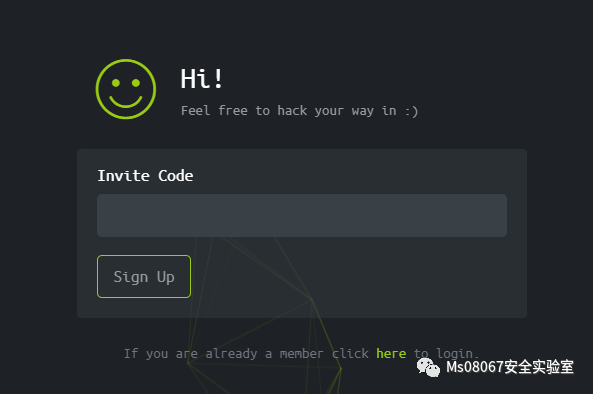 Hi!
Feel free to hack your way in :)
Invite Code
Sign Up
If you are already a member click here to login.
Ms08067安全实验室